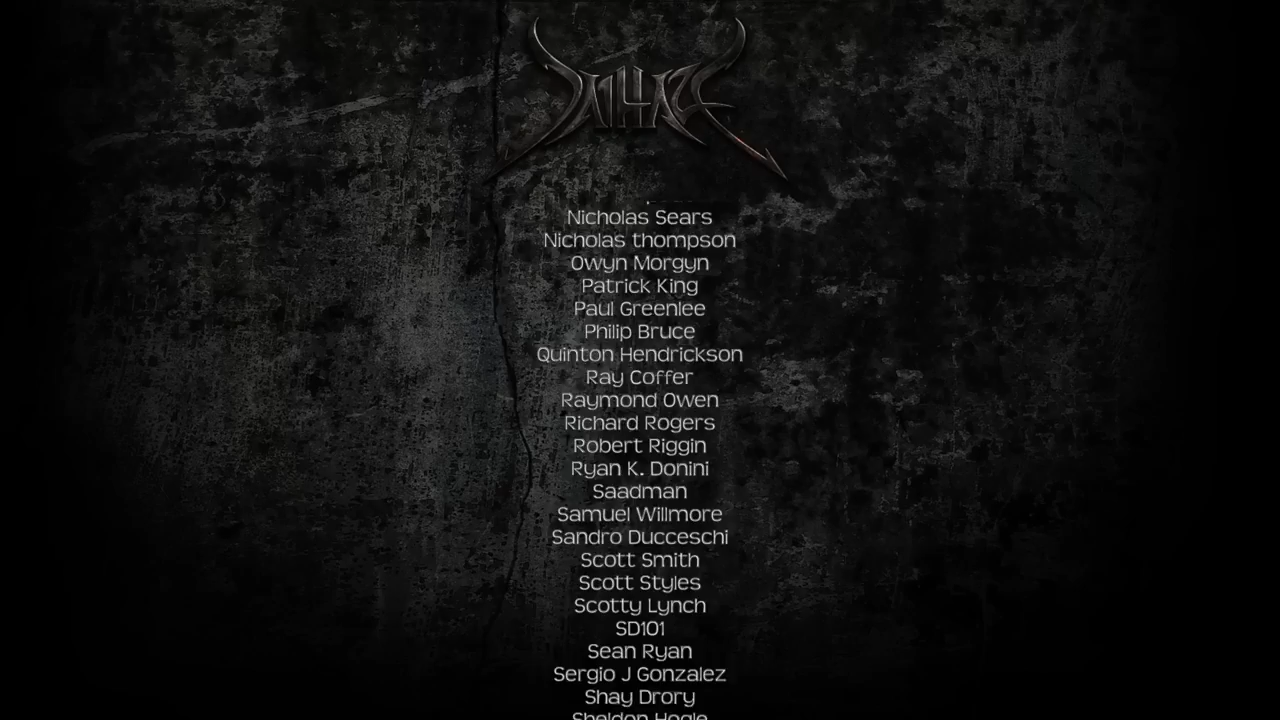 Nicholas Sears
Nicholas thompson
Owyn Morgyn
Patrick King
Paul Greenlee
Philip Bruce
Quinton Hendrickson
Ray Coffer
Raymond Owen
Richard Rogers
Robert Riggin
Ryan K. Donini
Saadman
Samuel Willmore
Sandro Ducceschi
Scott Smith
Scott Styles
Scotty Lynch
SD101
Sean Ryan
Sergio J Gonzalez
Shay Drory
Sheldon Hogle